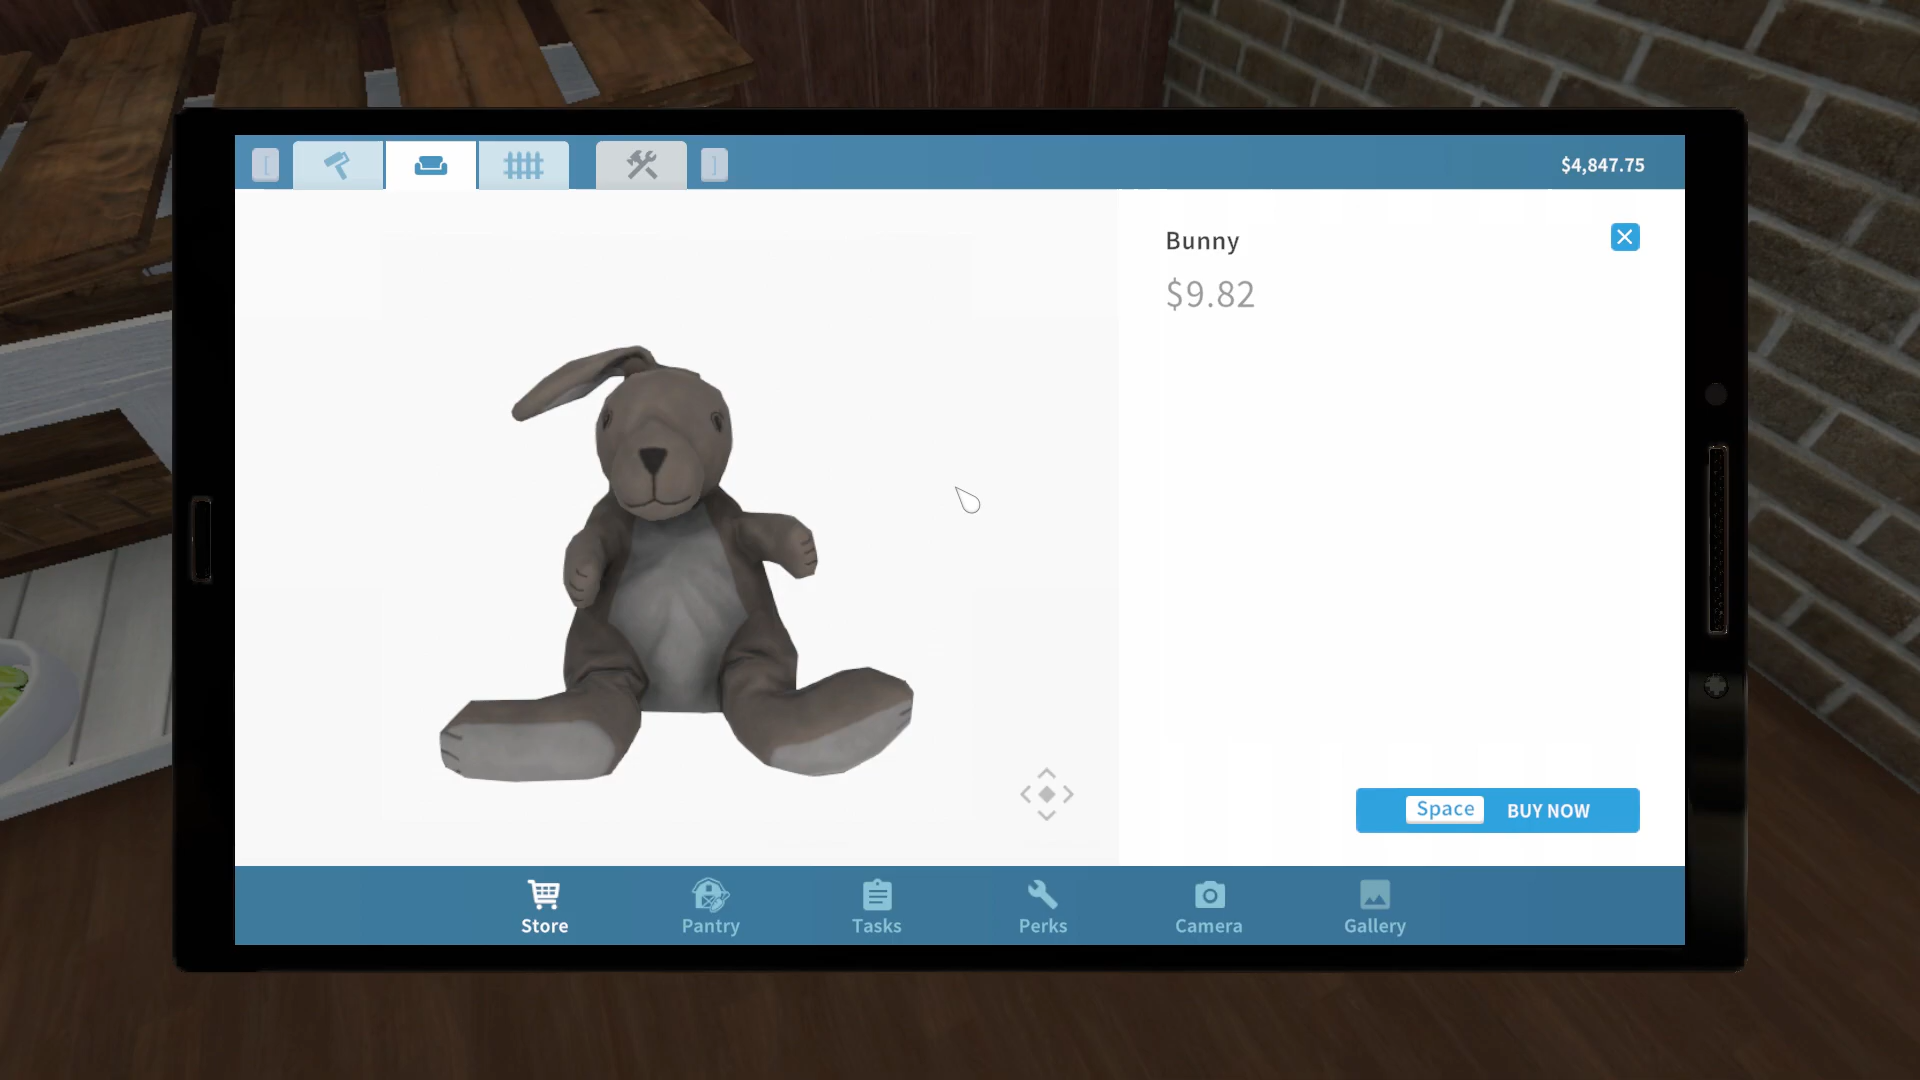 [
]
$4,847.75
Bunny
$9.82
Space BUY NOW
Store
Pantry
Tasks
Perks
Camera
Gallery